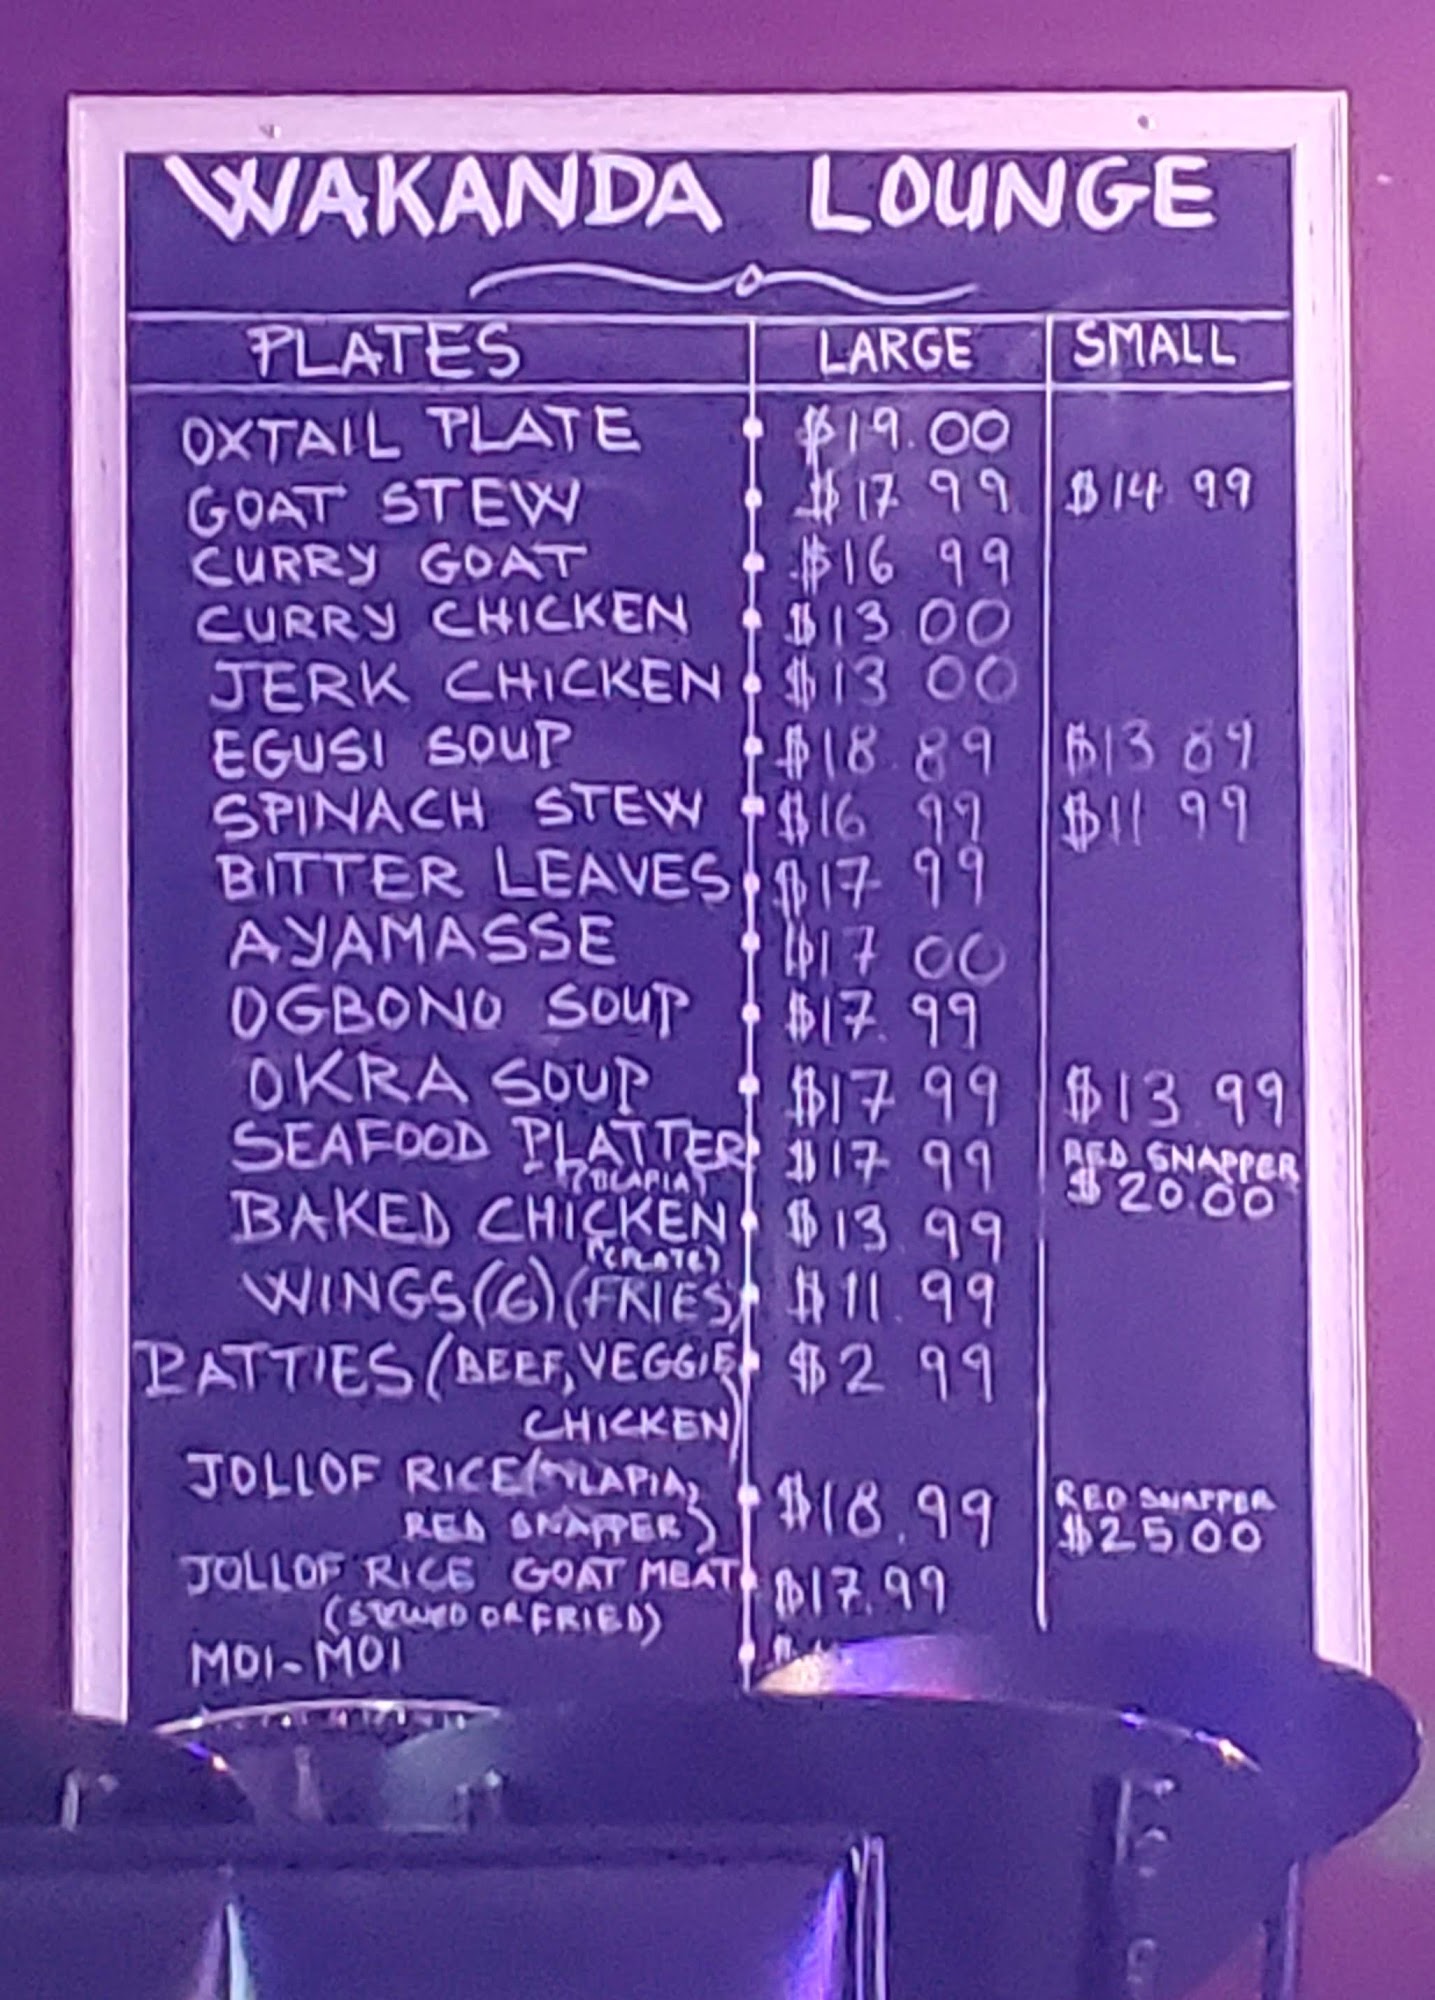 WAKANDA LOUNGE
PLATES LARGE SMALL
OXTAIL PLATE $19.00
GOAT STEW $17.99 $14.99
CURRY GOAT $16.99
CURRY CHICKEN $13.00
JERK CHICKEN $13.00
EGUSI SOUP $18.89 $13.89
SPINACH STEW $16.99 $11.99
BITTER LEAVES $17.99
AYAMASSE $17.00
OGBONO SOUP $17.99
OKRA SOUP $17.99 $13.99
SEAFOOD PLATTER $17.99 RED SNAPPER
(TILAPIA) $20.00
BAKED CHICKEN $13.99
(PLATE)
WINGS(6)(FRIES) $11.99
PATTIES (BEEF, VEGGIE, $2.99
CHICKEN)
JOLLOF RICE (TILAPIA, $18.99 RED SNAPPER
RED SNAPPER) $25.00
JOLLOF RICE GOAT MEAT $17.99
(STEWED OR FRIED)
MOI-MOI